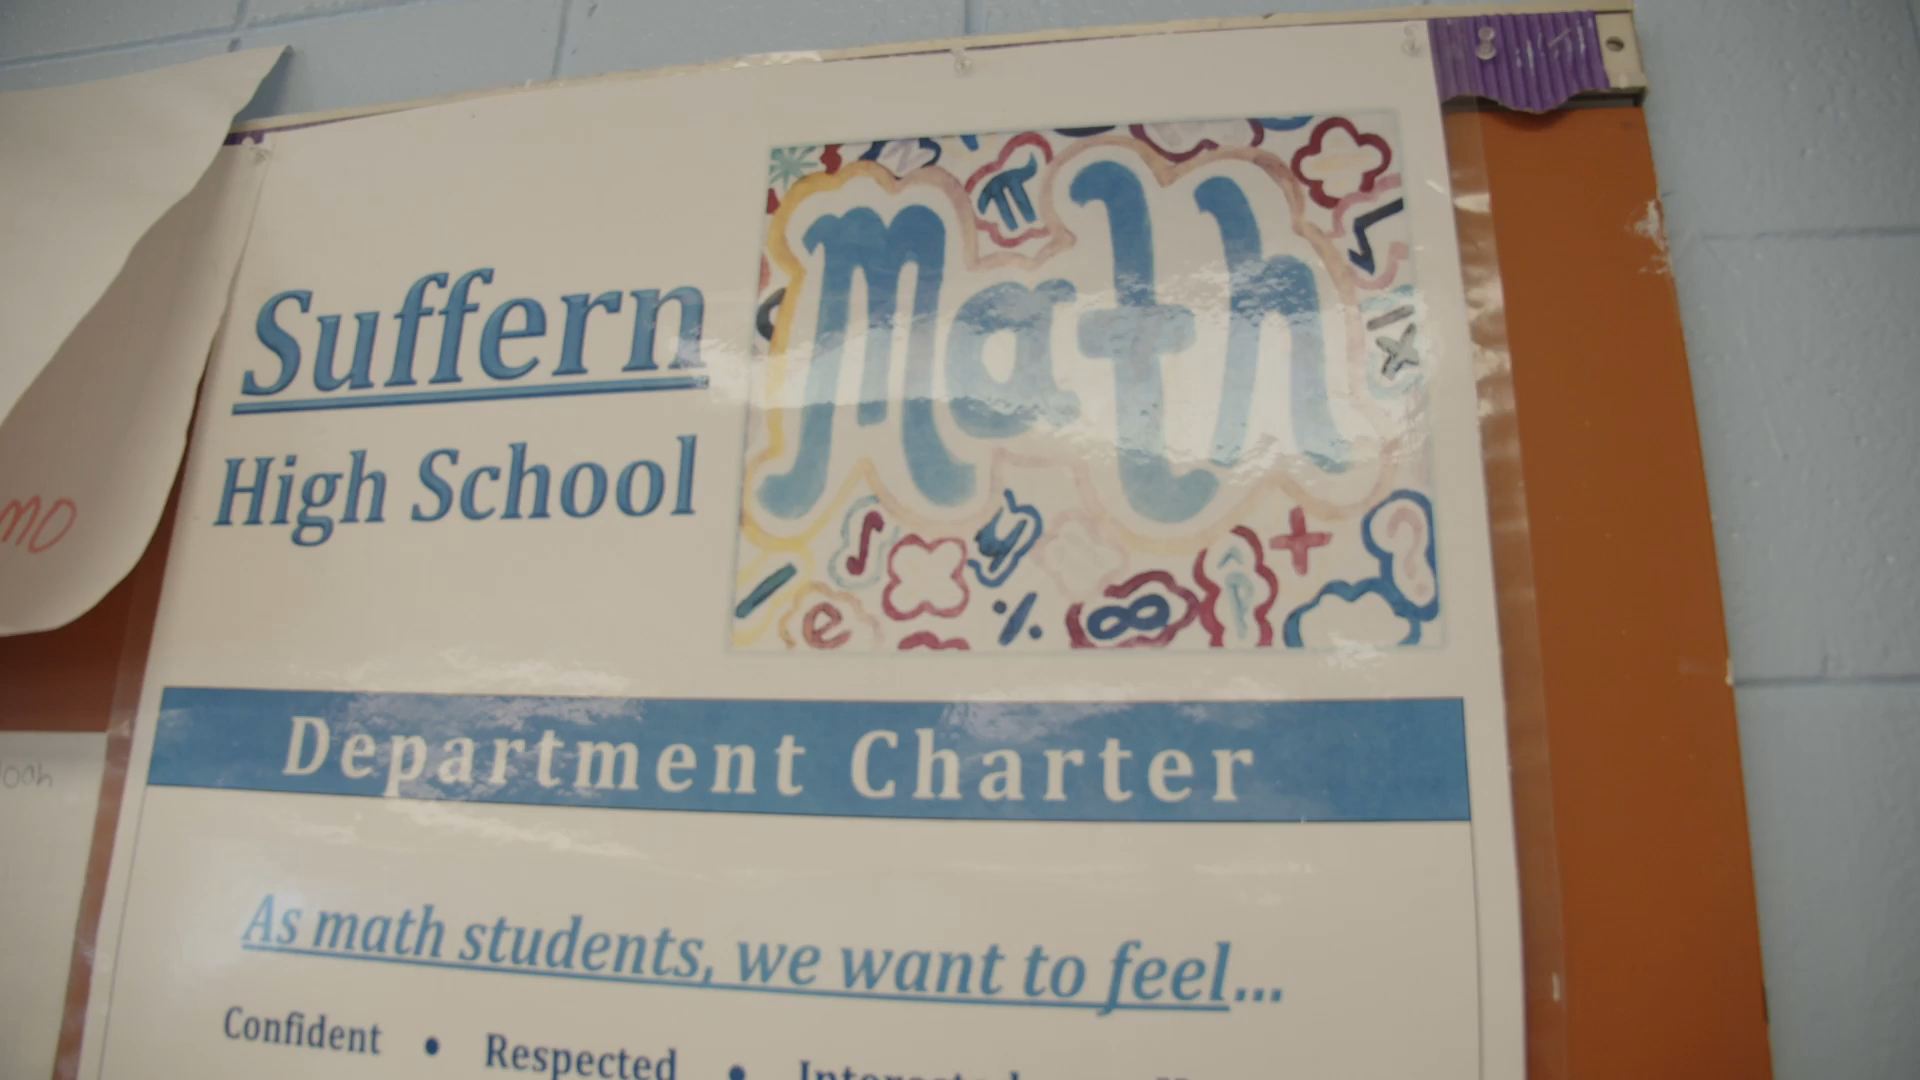 Suffern
High School
Math
π
e
%
∞
+
Department Charter
As math students, we want to feel...
Confident • Respected •